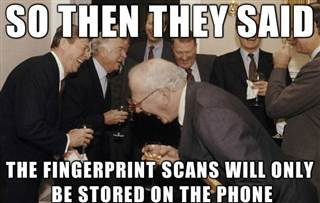 SO THEN THEY SAID
THE FINGERPRINT SCANS WILL ONLY
BE STORED ON THE PHONE